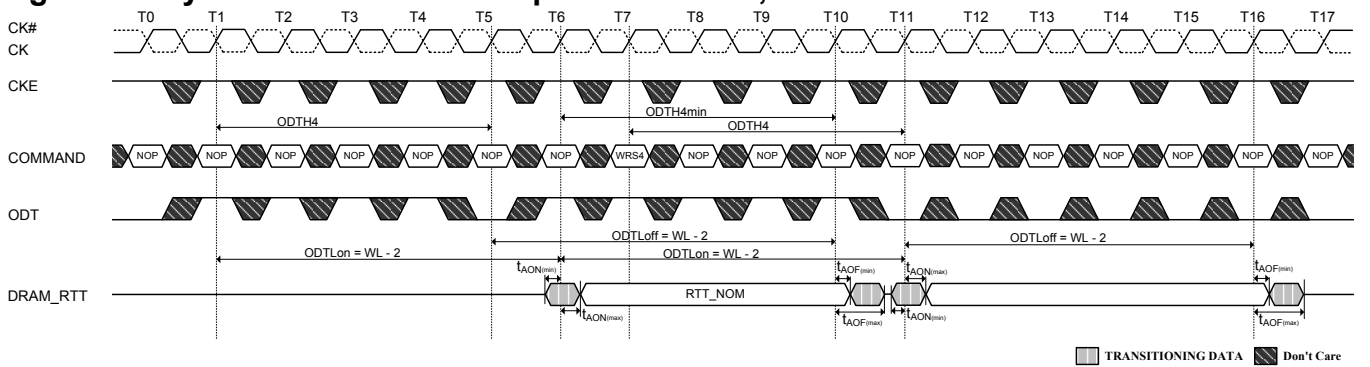 T0 T1 T2 T3 T4 T5 T6 T7 T8 T9 T10 T11 T12 T13 T14 T15 T16 T17
CK#
CK
CKE
ODTH4min
ODTH4
ODTH4
COMMAND NOP NOP NOP NOP NOP NOP NOP WRS4 NOP NOP NOP NOP NOP NOP NOP NOP NOP NOP
ODT
ODTLoff = WL - 2
ODTLoff = WL - 2
ODTLon = WL - 2
ODTLon = WL - 2
tAON(min) tAOF(min) tAON(max) tAOF(min)
DRAM_RTT RTT_NOM
tAON(max) tAOF(max) tAON(min) tAOF(max)
TRANSITIONING DATA Don't Care